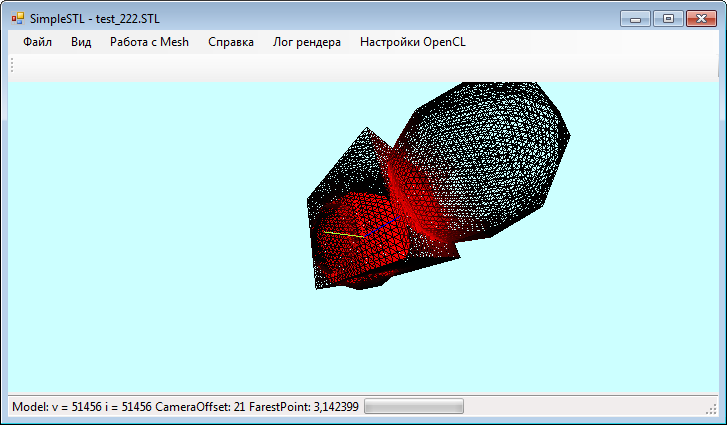 SimpleSTL - test_222.STL
Файл Вид Работа с Mesh Справка Лог рендера Настройки OpenCL
Model: v = 51456 i = 51456 CameraOffset: 21 FarestPoint: 3,142399